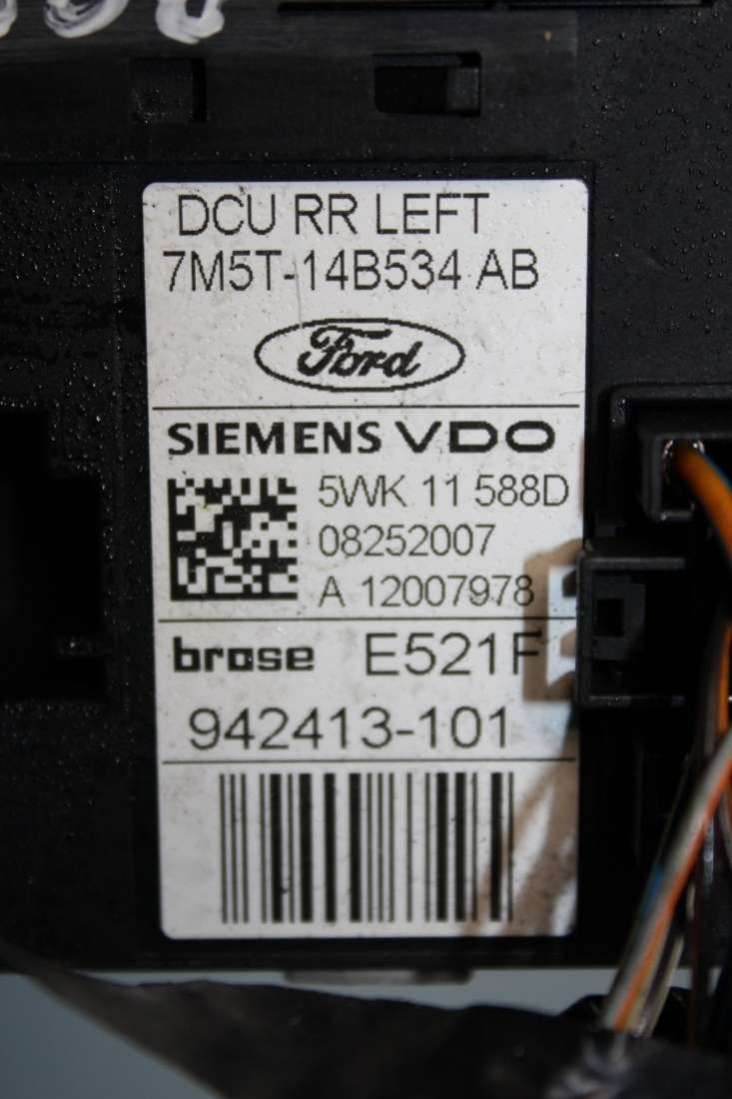 DCU RR LEFT
7M5T-14B534 AB
Ford
SIEMENS VDO
5WK 11 588D
08252007
A 12007978
brose E521F
942413-101